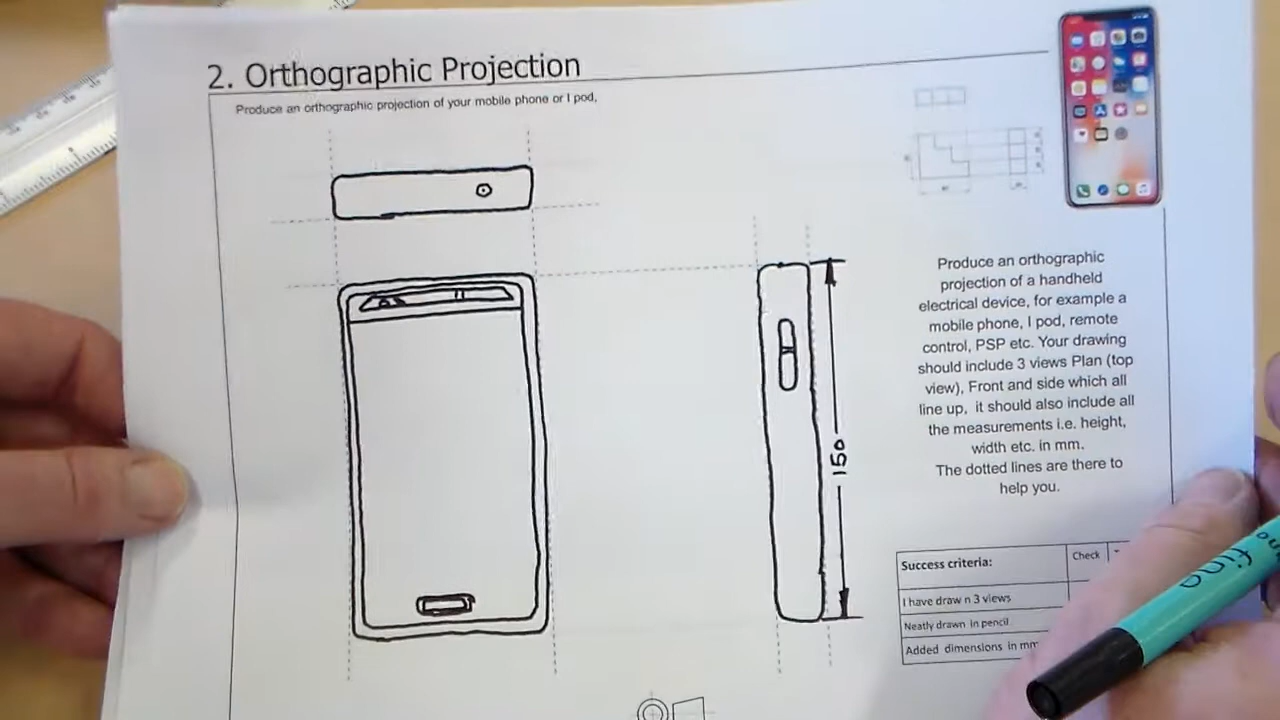 2. Orthographic Projection
Produce an orthographic projection of your mobile phone or I pod,
Produce an orthographic
projection of a handheld
electrical device, for example a
mobile phone, I pod, remote
control, PSP etc. Your drawing
should include 3 views Plan (top
view), Front and side which all
line up, it should also include all
the measurements i.e. height,
width etc. in mm.
The dotted lines are there to
help you.
150
Success criteria:
Check
I have draw n 3 views
Neatly drawn in pencil
Added dimensions in mm
fine